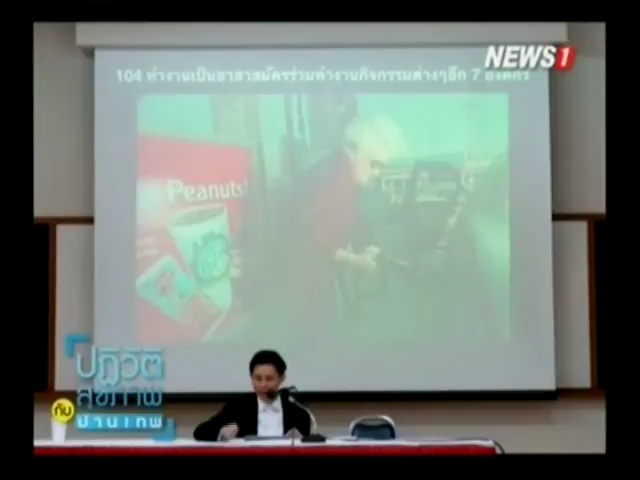 NEWS1
104 ทำงานเป็นอาสาสมัครร่วมทำงานกิจกรรมต่างๆอีก 7 องค์กร
Peanuts!
ปฏิวัติ
สุขภาพ
กับ
ปานเทพ